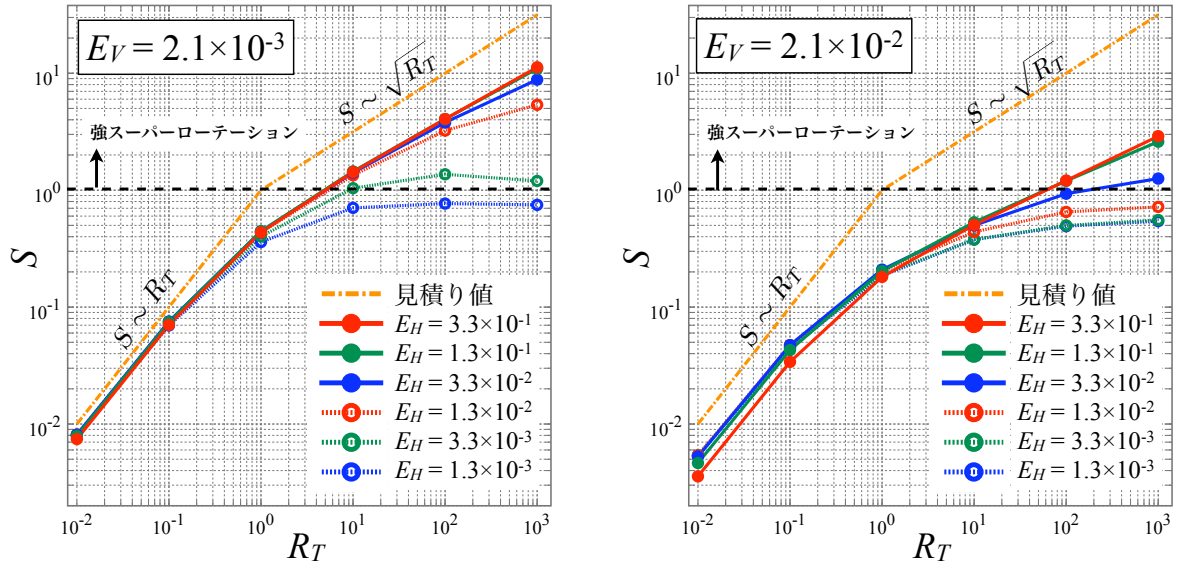 E_V = 2.1×10^-3
S ~ √R_T
強スーパーローテーション
S ~ R_T
見積り値
E_H = 3.3×10^-1
E_H = 1.3×10^-1
E_H = 3.3×10^-2
E_H = 1.3×10^-2
E_H = 3.3×10^-3
E_H = 1.3×10^-3
10^1
10^0
10^-1
10^-2
S
10^-2 10^-1 10^0 10^1 10^2 10^3
R_T
E_V = 2.1×10^-2
S ~ √R_T
強スーパーローテーション
S ~ R_T
見積り値
E_H = 3.3×10^-1
E_H = 1.3×10^-1
E_H = 3.3×10^-2
E_H = 1.3×10^-2
E_H = 3.3×10^-3
E_H = 1.3×10^-3
10^1
10^0
10^-1
10^-2
S
10^-2 10^-1 10^0 10^1 10^2 10^3
R_T